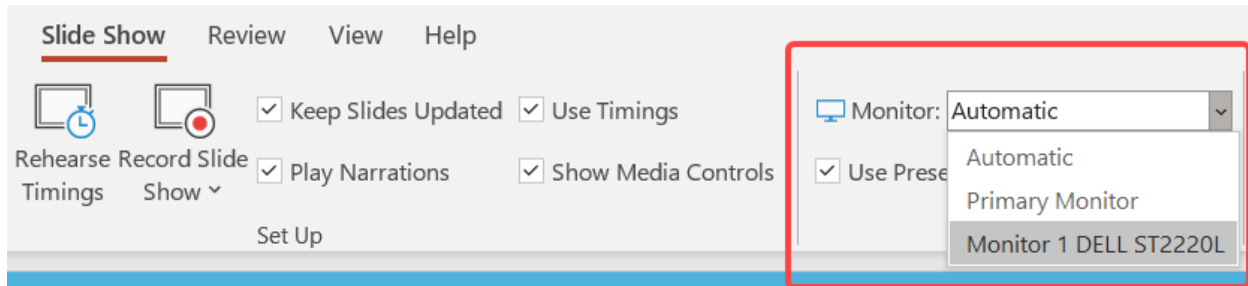 Slide Show Review View Help
Rehearse Timings
Record Slide Show
Keep Slides Updated
Play Narrations
Use Timings
Show Media Controls
Set Up
Monitor: Automatic
Use Prese
Automatic
Primary Monitor
Monitor 1 DELL ST2220L